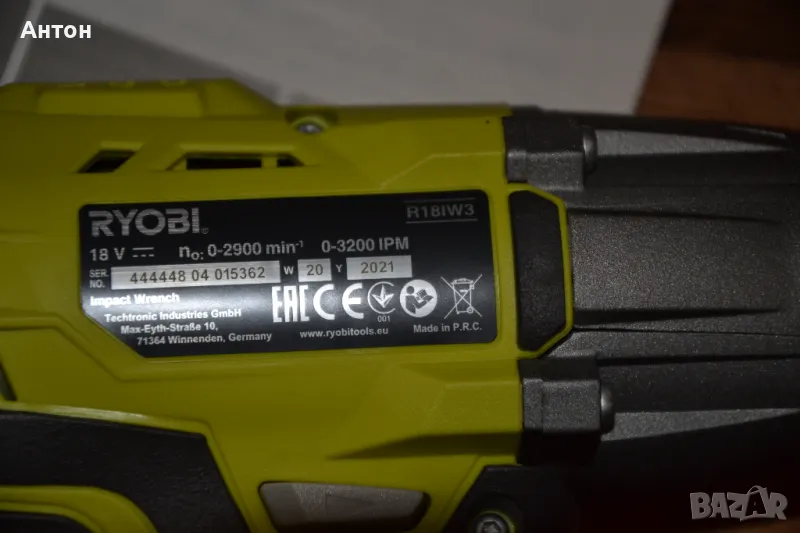 Антон
RYOBI
R18IW3
18 V n₀: 0-2900 min⁻¹ 0-3200 IPM
SER. NO. 444448 04 015362 W 20 Y 2021
Impact Wrench
Techtronic Industries GmbH
Max-Eyth-Straße 10,
71364 Winnenden, Germany
EAC CE
001
www.ryobitools.eu
Made in P.R.C.
BAZAR